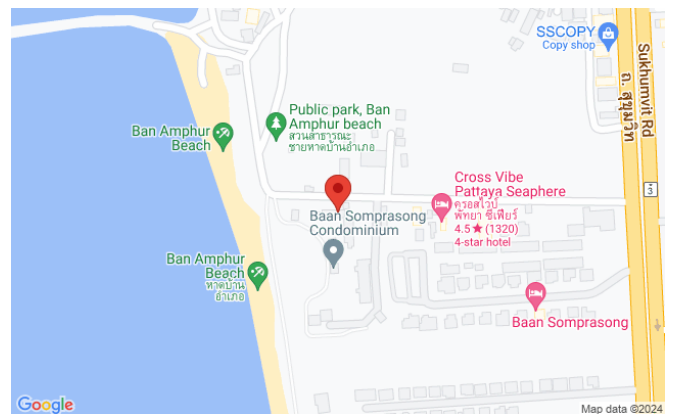 SSCOPY
Copy shop
Sukhumvit Rd
ถ. สุขุมวิท
Public park, Ban
Amphur beach
สวนสาธารณะ
ชายหาดบ้านอำเภอ
Ban Amphur
Beach
Cross Vibe
Pattaya Seaphere
ครอสไวบ์
พัทยา ซีเฟียร์
4.5★ (1320)
4-star hotel
3
Baan Somprasong
Condominium
Ban Amphur
Beach
หาดบ้าน
อำเภอ
Baan Somprasong
Google
Map data ©2024